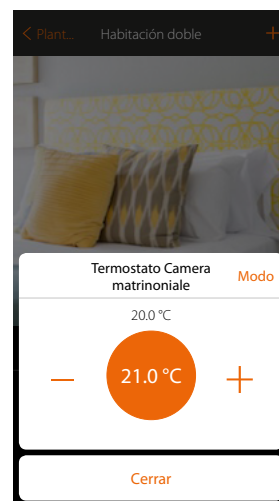 < Plant... Habitación doble +
Termostato Camera
matrinoniale
Modo
20.0 °C
− 21.0 °C +
Cerrar